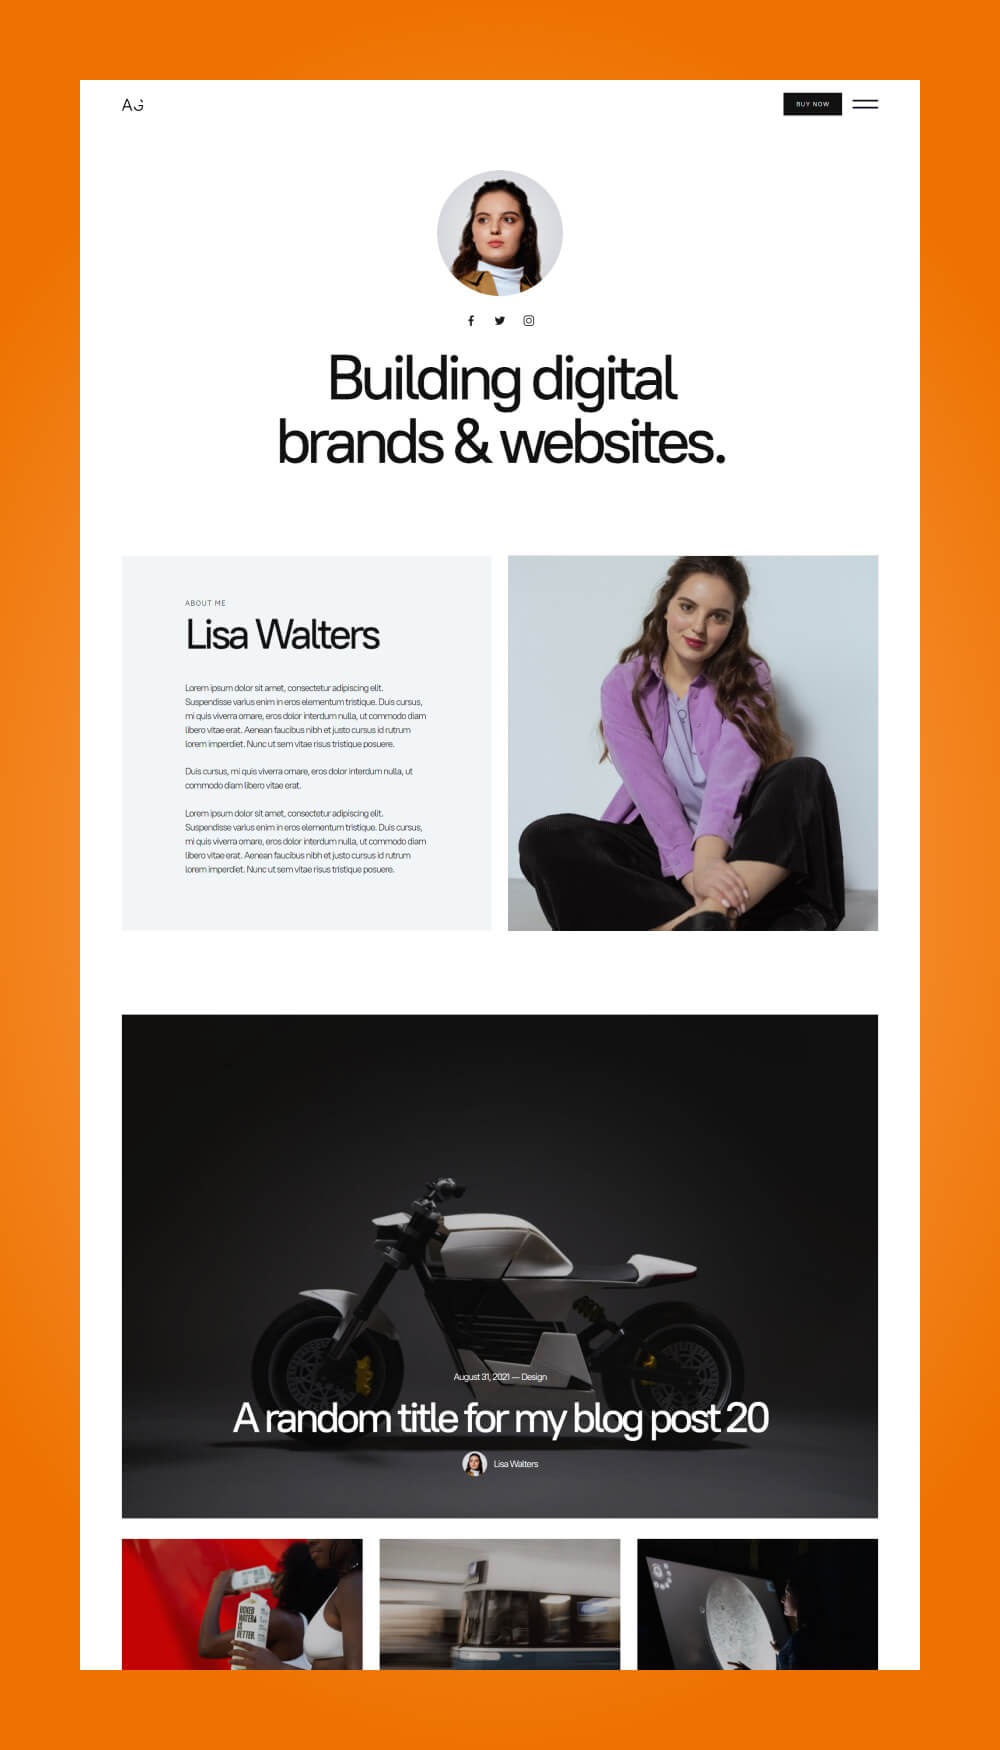 AG
BUY NOW
Building digital
brands & websites.
ABOUT ME
Lisa Walters
Lorem ipsum dolor sit amet, consectetur adipiscing elit.
Suspendisse varius enim in eros elementum tristique. Duis cursus,
mi quis viverra ornare, eros dolor interdum nulla, ut commodo diam
libero vitae erat. Aenean faucibus nibh et justo cursus id rutrum
lorem imperdiet. Nunc ut sem vitae risus tristique posuere.
Duis cursus, mi quis viverra ornare, eros dolor interdum nulla, ut
commodo diam libero vitae erat.
Lorem ipsum dolor sit amet, consectetur adipiscing elit.
Suspendisse varius enim in eros elementum tristique. Duis cursus,
mi quis viverra ornare, eros dolor interdum nulla, ut commodo diam
libero vitae erat. Aenean faucibus nibh et justo cursus id rutrum
lorem imperdiet. Nunc ut sem vitae risus tristique posuere.
August 31, 2021 — Design
A random title for my blog post 20
Lisa Walters
BOXED
WATER
IS
BETTER.